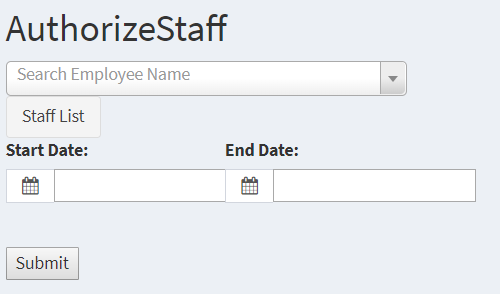 AuthorizeStaff
Search Employee Name
Staff List
Start Date: End Date:
Submit